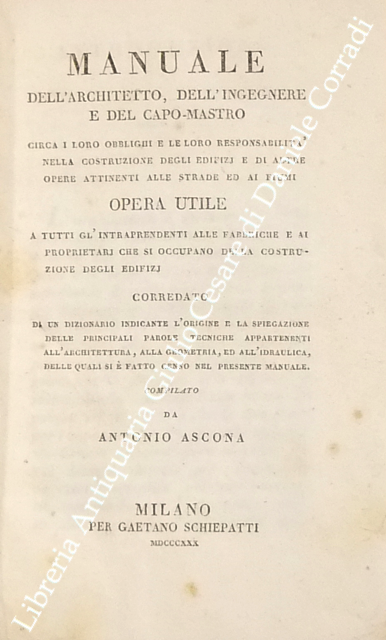 MANUALE
DELL'ARCHITETTO, DELL'INGEGNERE
E DEL CAPO-MASTRO
CIRCA I LORO OBBLIGHI E LE LORO RESPONSABILITA'
NELLA COSTRUZIONE DEGLI EDIFIZJ E DI ALTRE
OPERE ATTINENTI ALLE STRADE ED AI FIUMI
OPERA UTILE
A TUTTI GL'INTRAPRENDENTI ALLE FABBRICHE E AI
PROPRIETARJ CHE SI OCCUPANO DELLA COSTRU-
ZIONE DEGLI EDIFIZJ
CORREDATO
DI UN DIZIONARIO INDICANTE L'ORIGINE E LA SPIEGAZIONE
DELLE PRINCIPALI PAROLE TECNICHE APPARTENENTI
ALL'ARCHITETTURA, ALLA GEOMETRIA, ED ALL'IDRAULICA,
DELLE QUALI SI È FATTO CENNO NEL PRESENTE MANUALE.
COMPILATO
DA
ANTONIO ASCONA
MILANO
PER GAETANO SCHIEPATTI
MDCCCXXX
Libreria Antiquaria Giulio Cesare di Daniele Corradi